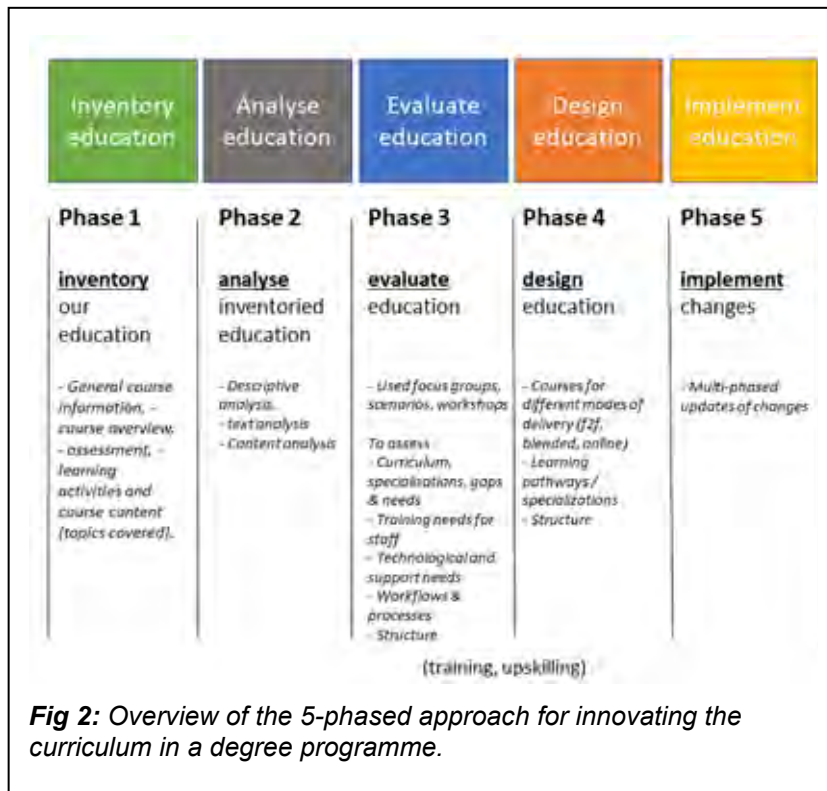 Inventory
education
Analyse
education
Evaluate
education
Design
education
Implement
education
Phase 1
inventory
our
education
- General course
information, -
course overview,
- assessment, -
learning
activities and
course content
(topics covered).
Phase 2
analyse
inventoried
education
- Descriptive
analysis,
- text analysis
- Content analysis
Phase 3
evaluate
education
- Used focus groups,
scenarios, workshops
To assess
- Curriculum,
specialisations, gaps
& needs
- Training needs for
staff
- Technological and
support needs
- Workflows &
processes
- Structure
Phase 4
design
education
- Courses for
different modes of
delivery (f2f,
blended, online)
- Learning
pathways /
specializations
- Structure
Phase 5
implement
changes
- Multi-phased
updates of changes
(training, upskilling)
Fig 2: Overview of the 5-phased approach for innovating the
curriculum in a degree programme.